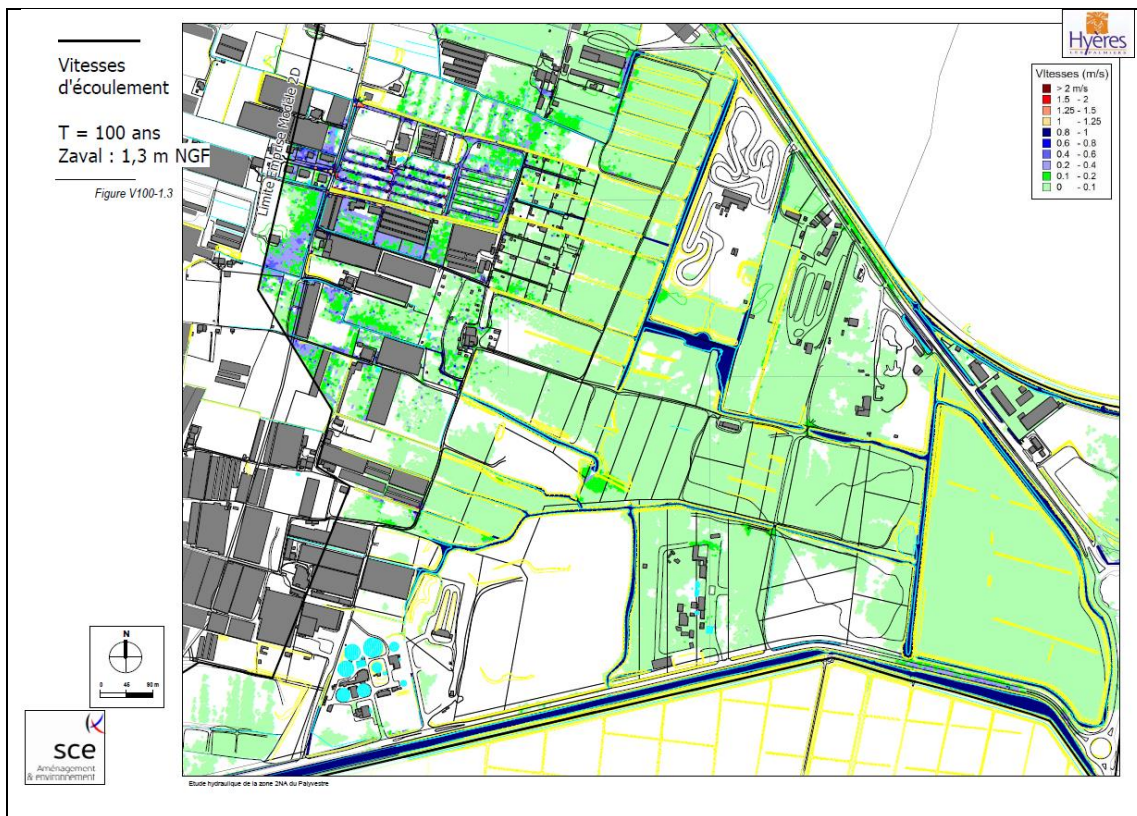 Vitesses
d'écoulement
T = 100 ans
Zaval : 1,3 m NGF
Figure V100-1.3
Limite Empuse Modèle 2D
Hyères
LES PALMIERS
Vitesses (m/s)
> 2 m/s
1.5 - 2
1.25 - 1.5
1 - 1.25
0.8 - 1
0.6 - 0.8
0.4 - 0.6
0.2 - 0.4
0.1 - 0.2
0 - 0.1
N
0 45 90 m
sce
Aménagement
& environnement
Etude hydraulique de la zone 2NA du Palyvestre